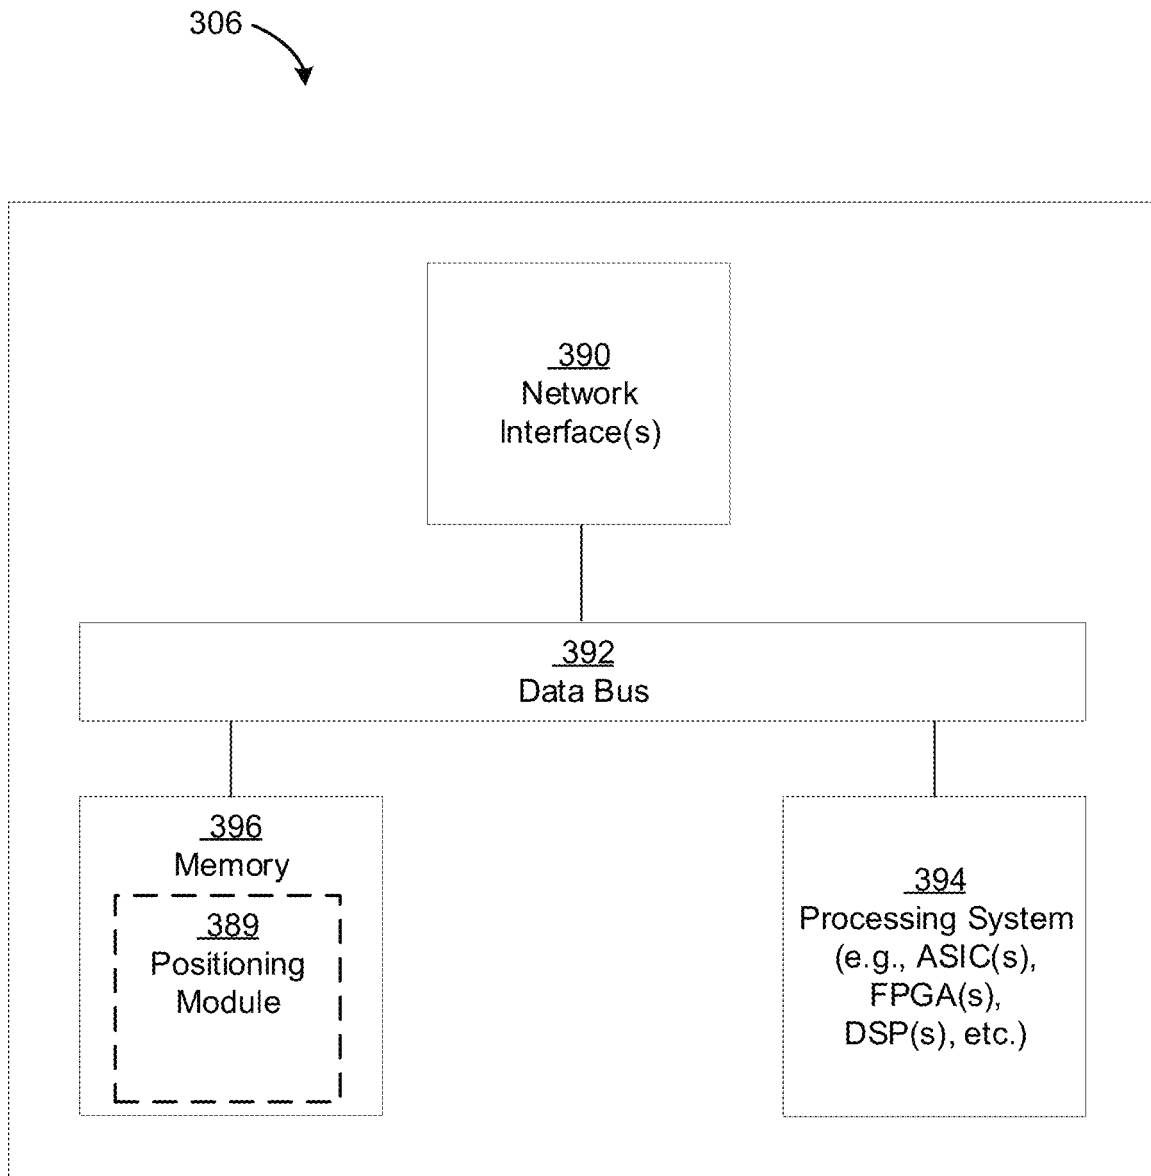 306
390
Network
Interface(s)
392
Data Bus
396
Memory
389
Positioning
Module
394
Processing System
(e.g., ASIC(s),
FPGA(s),
DSP(s), etc.)